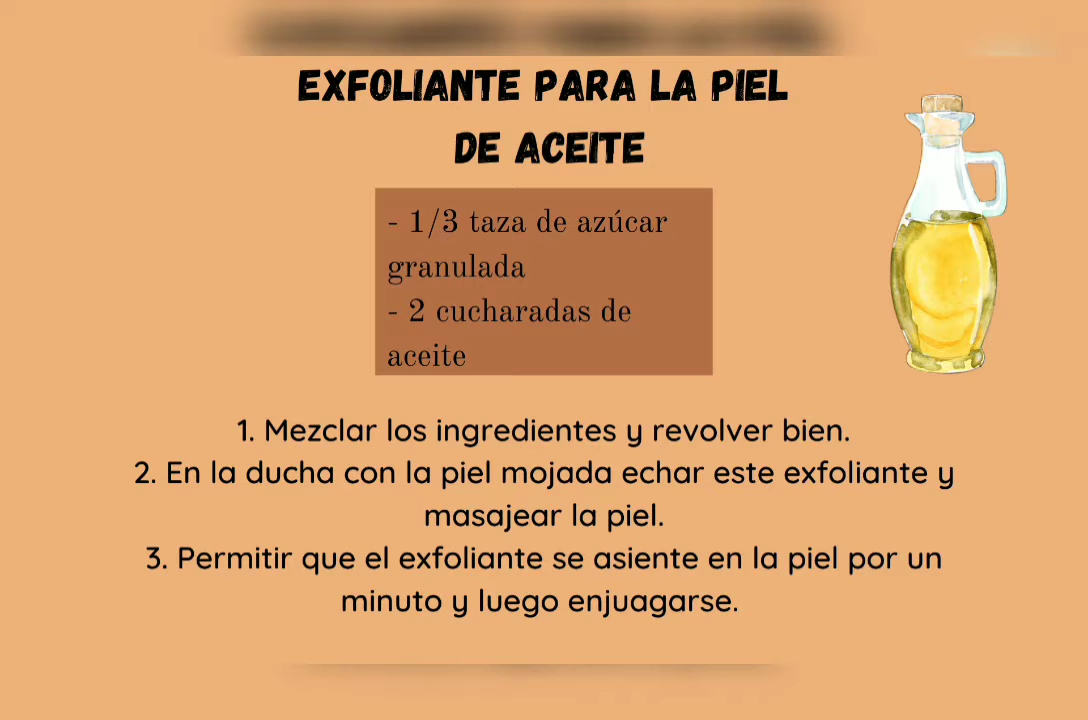 EXFOLIANTE PARA LA PIEL
DE ACEITE
- 1/3 taza de azúcar
granulada
- 2 cucharadas de
aceite
1. Mezclar los ingredientes y revolver bien.
2. En la ducha con la piel mojada echar este exfoliante y
masajear la piel.
3. Permitir que el exfoliante se asiente en la piel por un
minuto y luego enjuagarse.